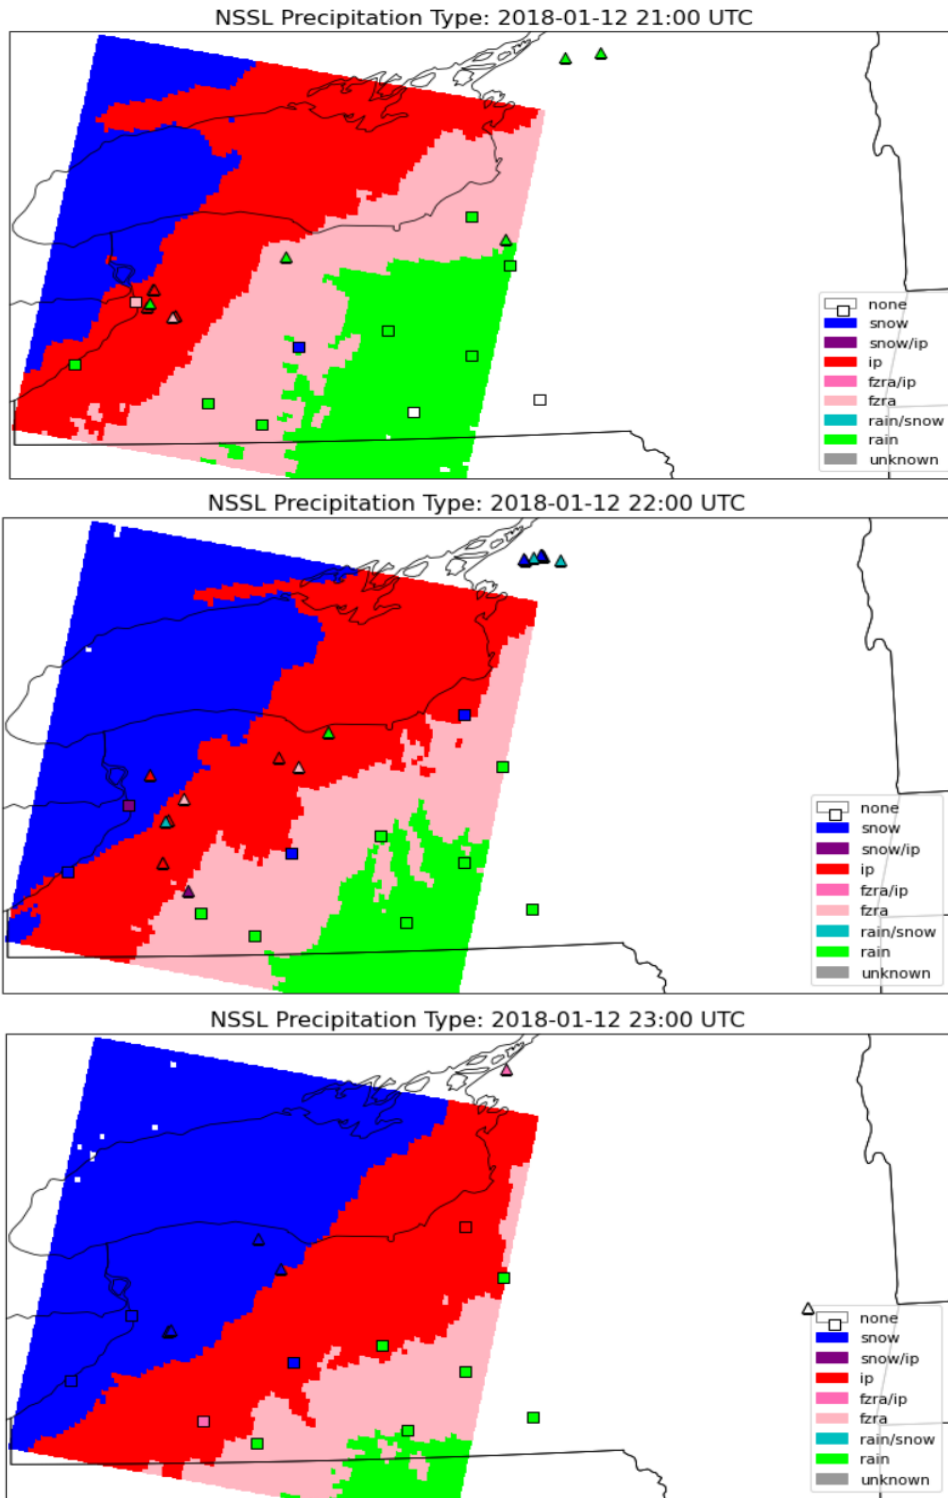 NSSL Precipitation Type: 2018-01-12 21:00 UTC
none
snow
snow/ip
ip
fzra/ip
fzra
rain/snow
rain
unknown
NSSL Precipitation Type: 2018-01-12 22:00 UTC
none
snow
snow/ip
ip
fzra/ip
fzra
rain/snow
rain
unknown
NSSL Precipitation Type: 2018-01-12 23:00 UTC
none
snow
snow/ip
ip
fzra/ip
fzra
rain/snow
rain
unknown